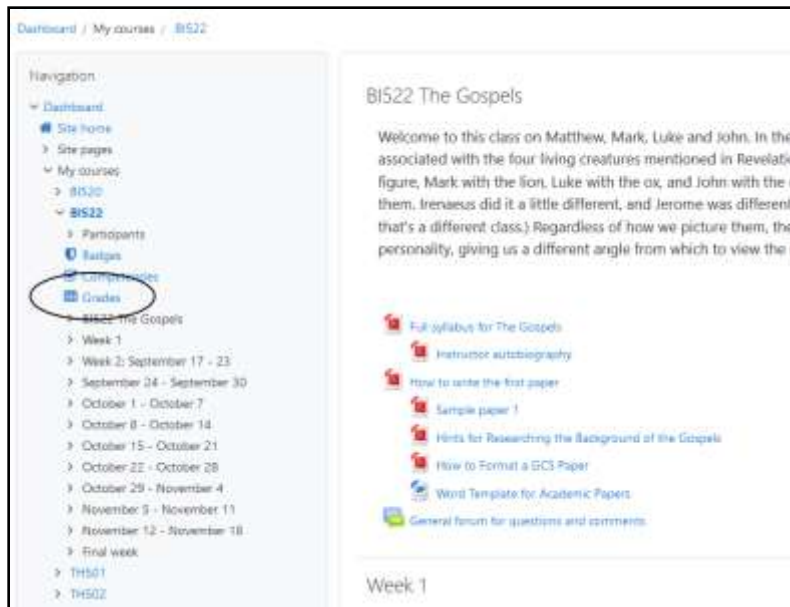 Dashboard / My courses / BI522
Navigation
Dashboard
Site home
Site pages
My courses
BI520
BI522
Participants
Badges
Competencies
Grades
BI522 The Gospels
Week 1
Week 2: September 17 - 23
September 24 - September 30
October 1 - October 7
October 8 - October 14
October 15 - October 21
October 22 - October 28
October 29 - November 4
November 5 - November 11
November 12 - November 18
Final week
TH501
TH502
BI522 The Gospels
Welcome to this class on Matthew, Mark, Luke and John. In the
associated with the four living creatures mentioned in Revelati
figure, Mark with the lion, Luke with the ox, and John with the
them. Irenaeus did it a little different, and Jerome was different
that's a different class.) Regardless of how we picture them, the
personality, giving us a different angle from which to view the
Full syllabus for The Gospels
Instructor autobiography
How to write the first paper
Sample paper 1
Hints for Researching the Background of the Gospels
How to Format a GCS Paper
Word Template for Academic Papers
General forum for questions and comments
Week 1